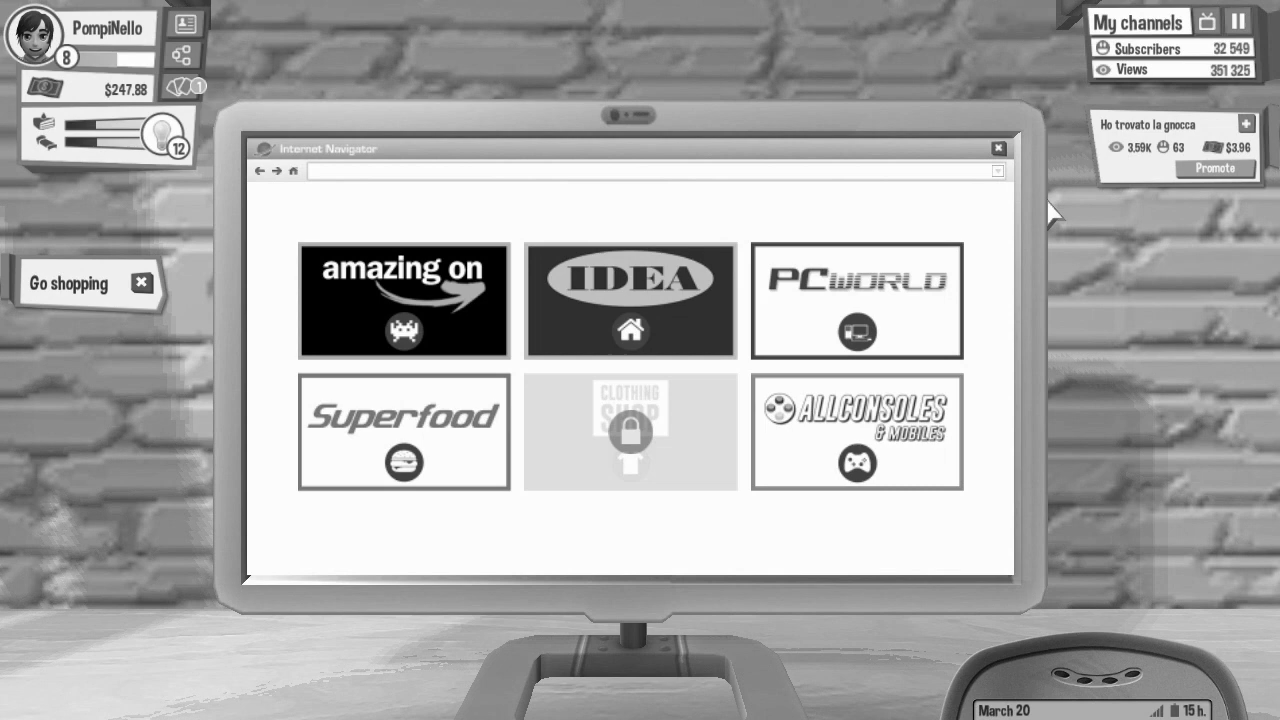 PompiNello
8
$247.88
1
12
My channels
Subscribers 32 549
Views 351 325
Ho trovato la gnocca
3.59K 63 $3.96
Promote
Go shopping
Internet Navigator
amazing on
IDEA
PCWORLD
Superfood
CLOTHING
SHOP
ALLCONSOLES
& MOBILES
March 20 15 h.